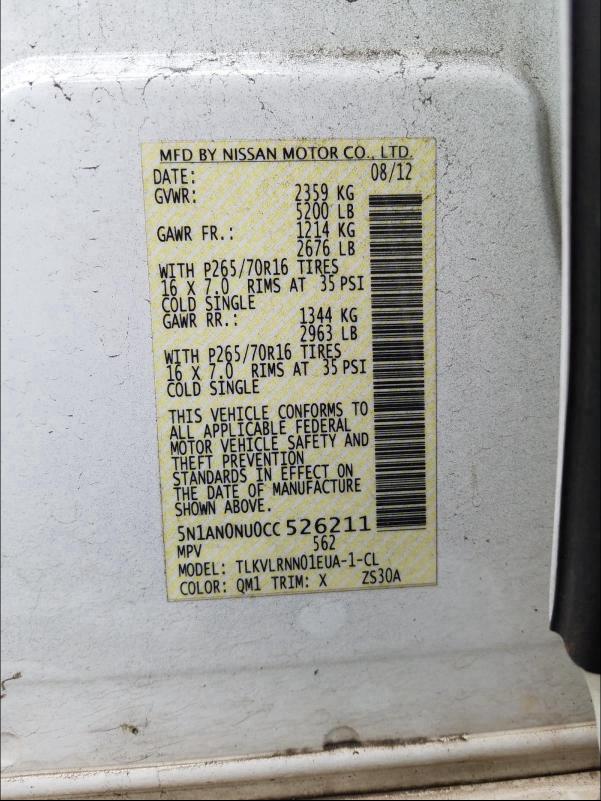 MFD BY NISSAN MOTOR CO., LTD.
DATE: 08/12
GVWR: 2359 KG
5200 LB
GAWR FR.: 1214 KG
2676 LB
WITH P265/70R16 TIRES
16 X 7.0 RIMS AT 35 PSI
COLD SINGLE
GAWR RR.: 1344 KG
2963 LB
WITH P265/70R16 TIRES
16 X 7.0 RIMS AT 35 PSI
COLD SINGLE
THIS VEHICLE CONFORMS TO
ALL APPLICABLE FEDERAL
MOTOR VEHICLE SAFETY AND
THEFT PREVENTION
STANDARDS IN EFFECT ON
THE DATE OF MANUFACTURE
SHOWN ABOVE.
5N1AN0NU0CC526211
MPV 562
MODEL: TLKVLRNN01EUA-1-CL
COLOR: QM1 TRIM: X ZS30A